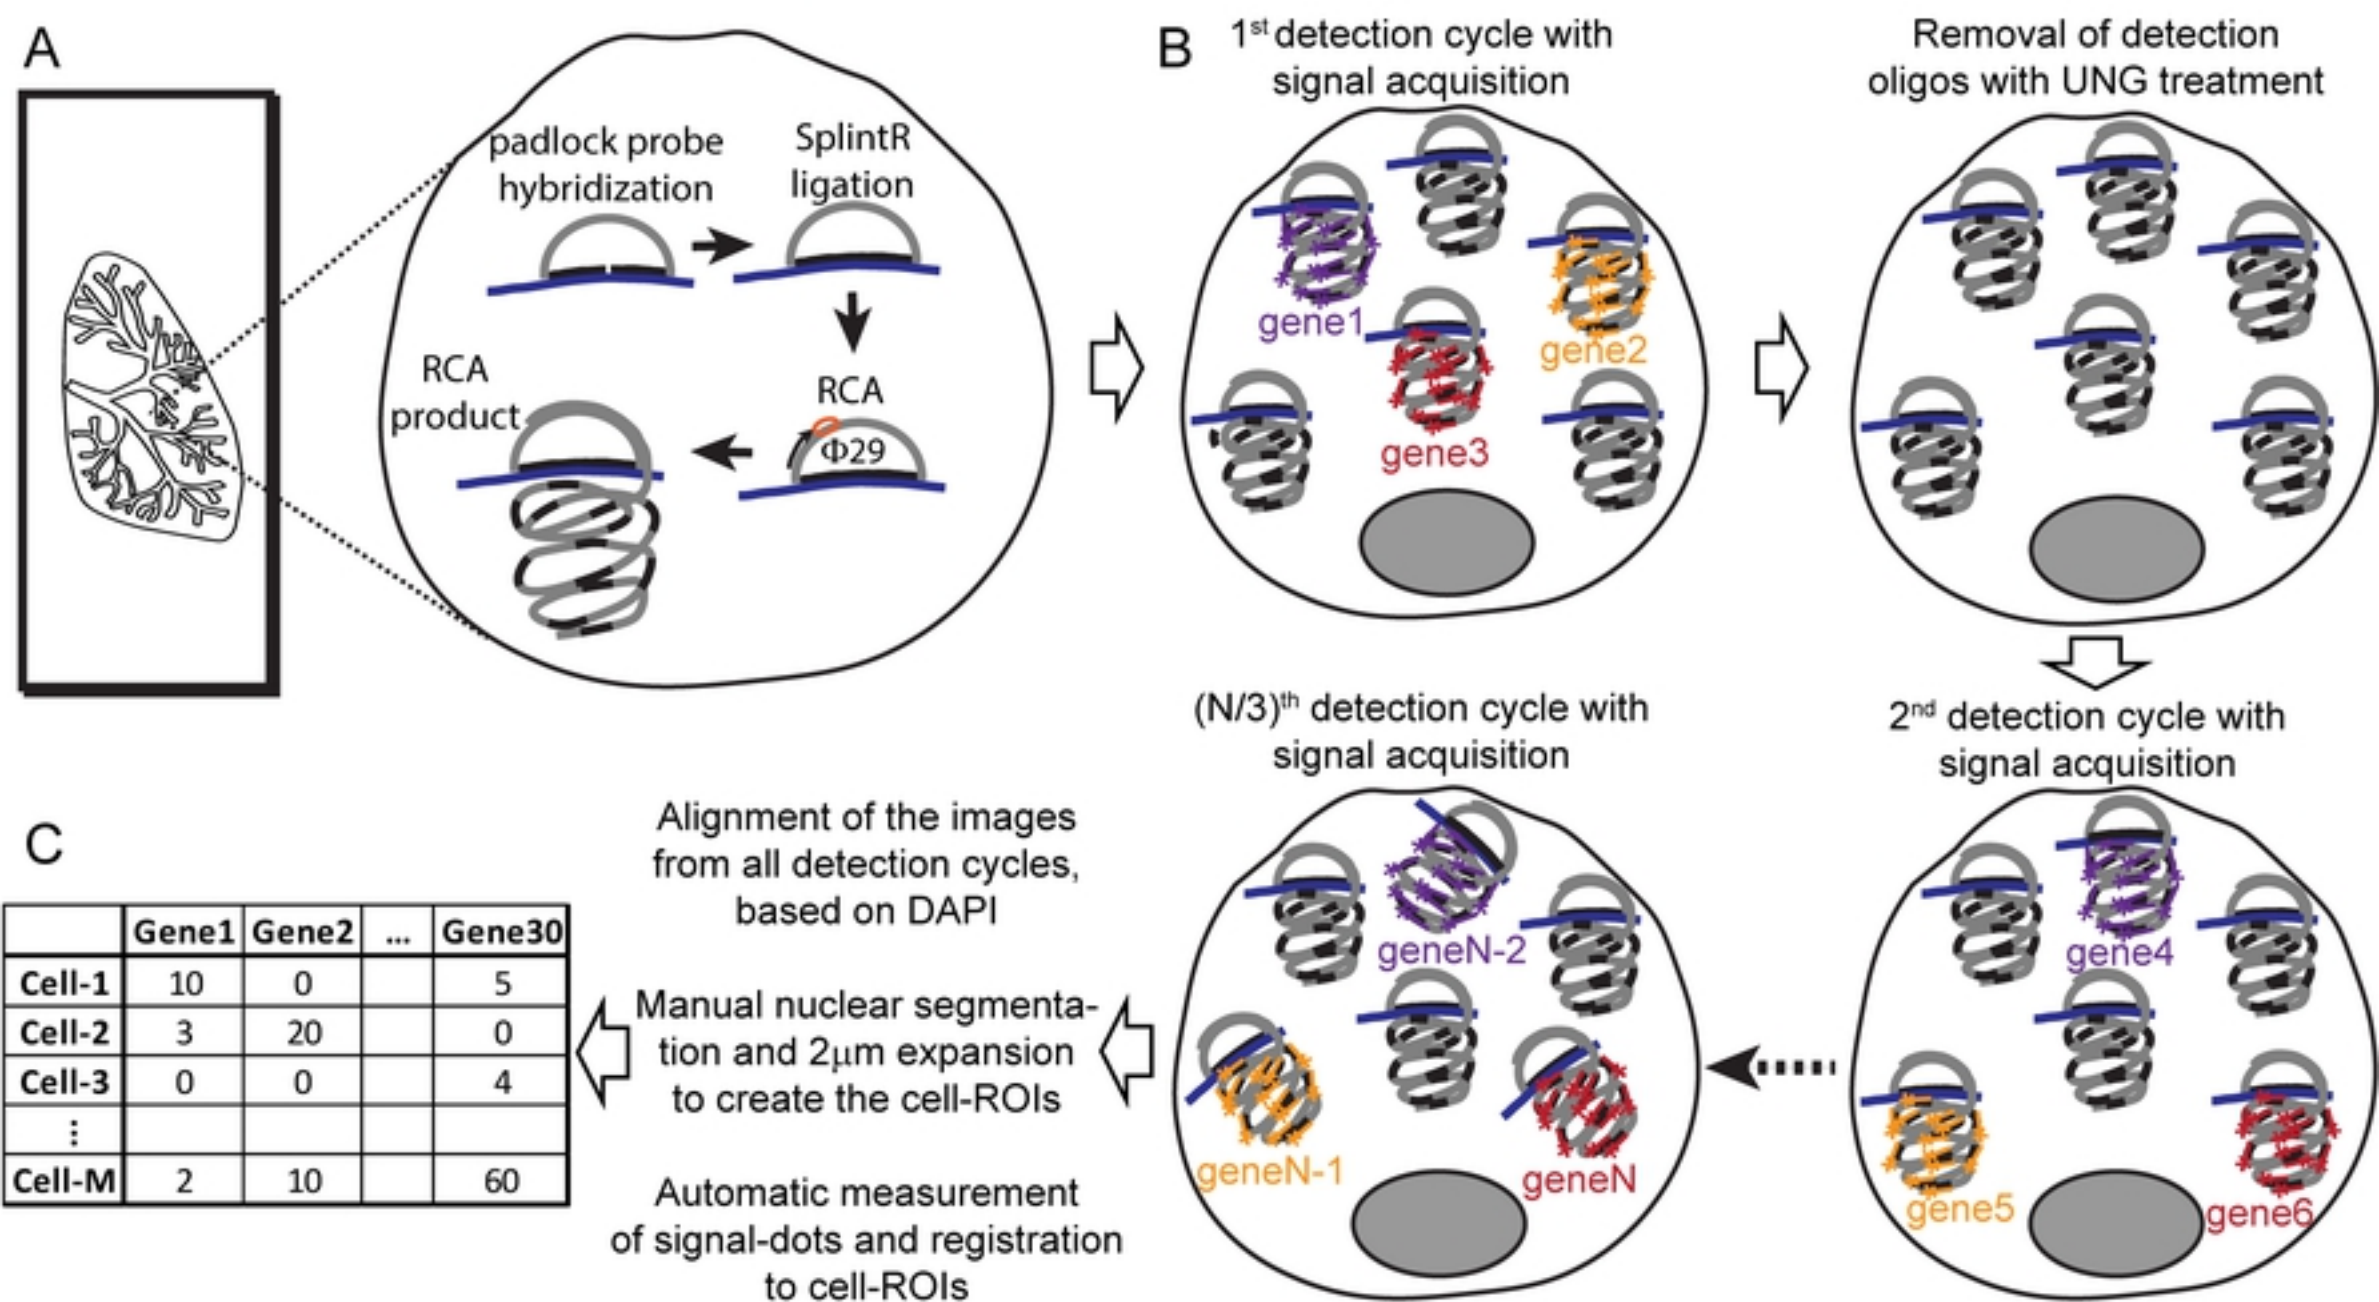 A
padlock probe
hybridization
SplintR
ligation
RCA
Φ29
RCA
product
B
1st detection cycle with
signal acquisition
gene1
gene2
gene3
Removal of detection
oligos with UNG treatment
2nd detection cycle with
signal acquisition
gene4
gene5
gene6
(N/3)th detection cycle with
signal acquisition
geneN-2
geneN-1
geneN
Alignment of the images
from all detection cycles,
based on DAPI
Manual nuclear segmenta-
tion and 2μm expansion
to create the cell-ROIs
Automatic measurement
of signal-dots and registration
to cell-ROIs
C
Gene1 Gene2 ... Gene30
Cell-1 10 0 5
Cell-2 3 20 0
Cell-3 0 0 4
⋮
Cell-M 2 10 60